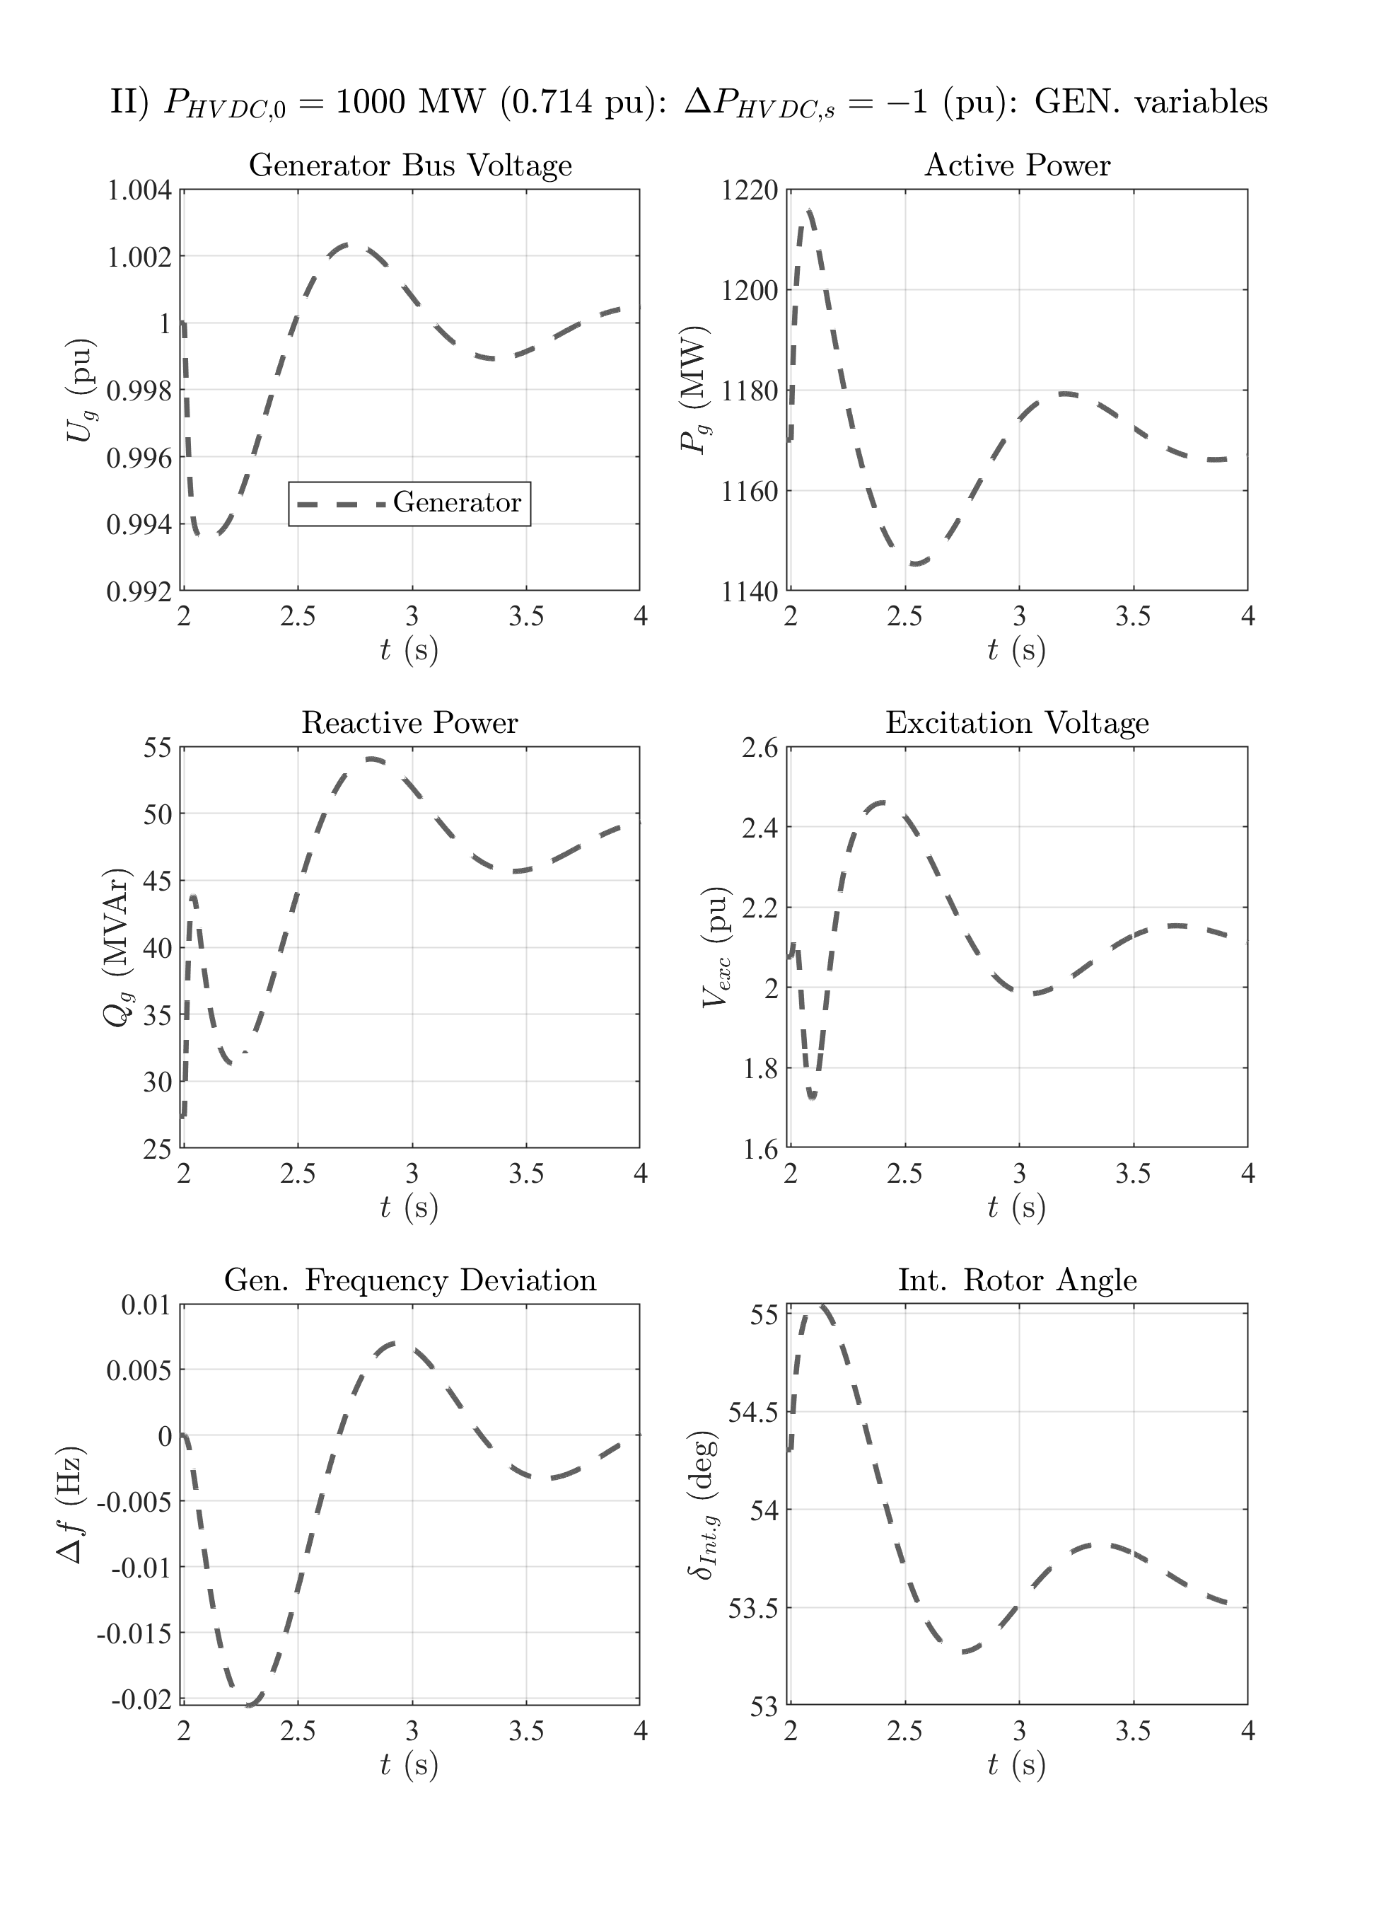 II) P_{HVDC,0} = 1000 MW (0.714 pu): ΔP_{HVDC,s} = −1 (pu): GEN. variables
Generator Bus Voltage
1.004
1.002
1
0.998
0.996
0.994
0.992
U_g (pu)
Generator
2 2.5 3 3.5 4
t (s)
Active Power
1220
1200
1180
1160
1140
P_g (MW)
2 2.5 3 3.5 4
t (s)
Reactive Power
55
50
45
40
35
30
25
Q_g (MVAr)
2 2.5 3 3.5 4
t (s)
Excitation Voltage
2.6
2.4
2.2
2
1.8
1.6
V_{exc} (pu)
2 2.5 3 3.5 4
t (s)
Gen. Frequency Deviation
0.01
0.005
0
-0.005
-0.01
-0.015
-0.02
Δf (Hz)
2 2.5 3 3.5 4
t (s)
Int. Rotor Angle
55
54.5
54
53.5
53
δ_{Int.g} (deg)
2 2.5 3 3.5 4
t (s)